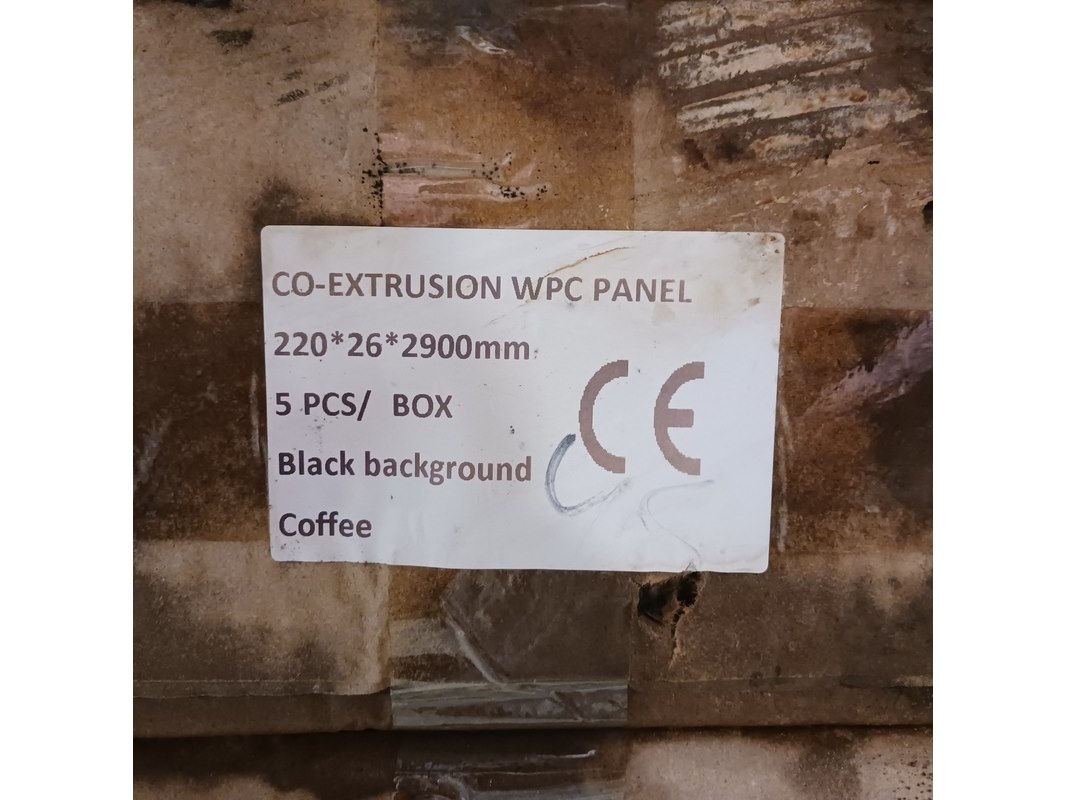 CO-EXTRUSION WPC PANEL
220*26*2900mm
5 PCS/ BOX
CE
Black background
Coffee